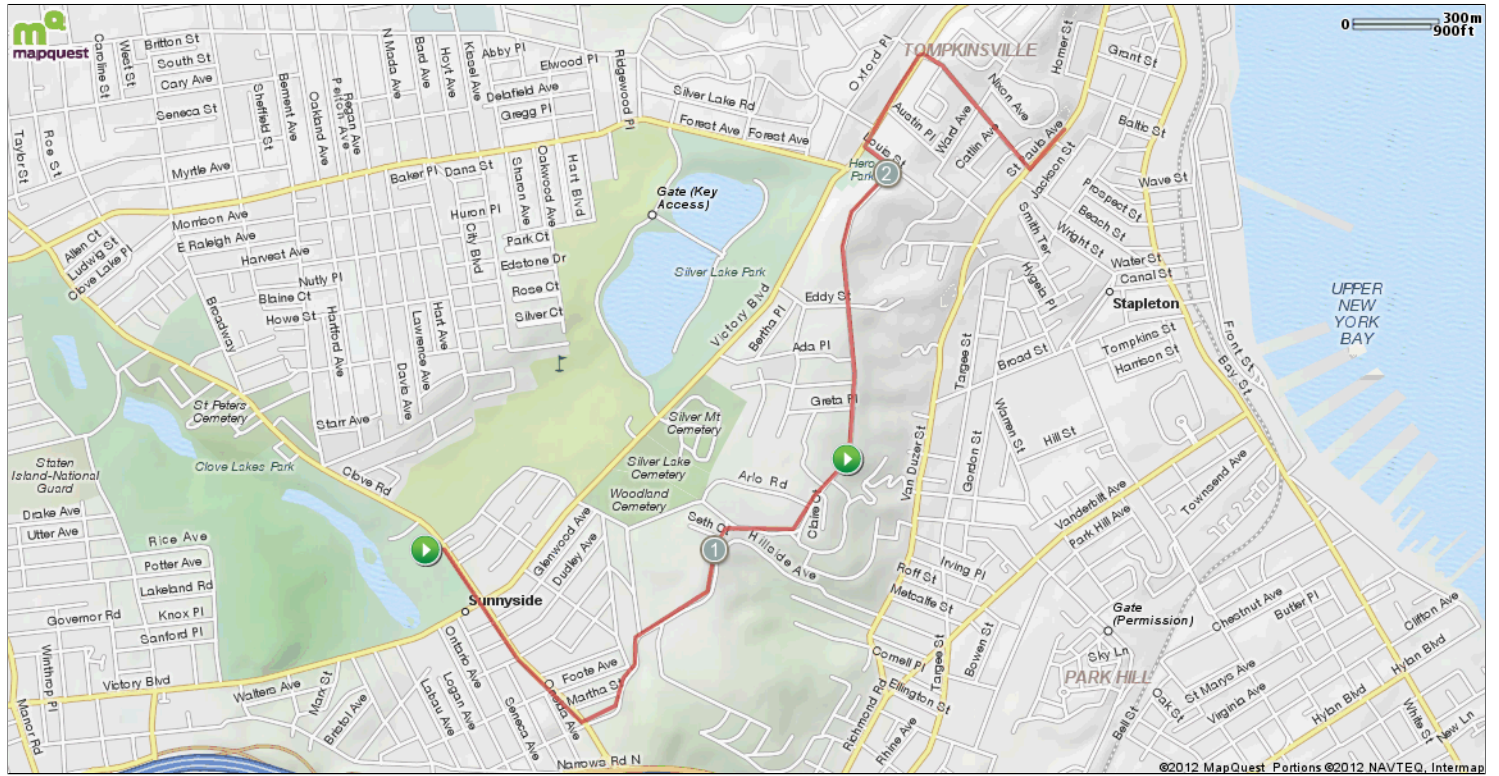 mapquest
0 300m
900ft
TOMPKINSVILLE
Caroline St
West St
Britton St
South St
Cary Ave
Seneca St
Sheffield St
Bement Ave
Oakland Ave
Pelton Ave
Regan Ave
N Mada Ave
Bard Ave
Hoyt Ave
Kissel Ave
Abby Pl
Elwood Pl
Delafield Ave
Gregg Pl
Ridgewood Pl
Silver Lake Rd
Forest Ave
Forest Ave
Oxford Pl
Louis St
Austin Pl
Ward Ave
Catlin Ave
Nixon Ave
Homer St
Grant St
Baltic St
St Pauls Ave
Jackson St
Wave St
Prospect St
Beach St
Wright St
Water St
Canal St
Smith Ter
Hygeia Pl
Stapleton
2
Taylor St
Roe St
Myrtle Ave
Baker Pl
Dana St
Sharon Ave
Oakwood Ave
Hart Blvd
Gate (Key
Access)
Morrison Ave
E Raleigh Ave
Harvest Ave
Nutly Pl
Blaine Ct
Howe St
Huron Pl
City Blvd
Park Ct
Edstone Dr
Rose Ct
Silver Ct
Silver Lake Park
Allen Ct
Ludwig St
Clove Lake Pl
Broadway
Hartford Ave
Davis Ave
Lawrence Ave
Hart Ave
Starr Ave
Victory Blvd
Bertha Pl
Eddy St
Ada Pl
Greta Pl
UPPER
NEW
YORK
BAY
Tompkins St
Harrison St
Broad St
Targee St
Front St
Bay St
Warren St
Hill St
Gordon St
Van Duzer St
Vanderbilt Ave
Park Hill Ave
Townsend Ave
St Peters
Cemetery
Clove Lakes Park
Clove Rd
Silver Mt
Cemetery
Silver Lake
Cemetery
Woodland
Cemetery
Arlo Rd
Claire Ct
Seth Ct
Hillside Ave
1
Staten
Island-National
Guard
Drake Ave
Utter Ave
Rice Ave
Potter Ave
Lakeland Rd
Governor Rd
Knox Pl
Sanford Pl
Winthrop Pl
Manor Rd
Victory Blvd
Walters Ave
Marx St
Bristol Ave
Labau Ave
Logan Ave
Ontario Ave
Seneca Ave
Oneida Ave
Sunnyside
Glenwood Ave
Dudley Ave
Foote Ave
Martha St
Narrows Rd N
Roff St
Metcalfe St
Irving Pl
Cornell Pl
Ellington St
Richmond Rd
Rhine Ave
Targee St
Bowen St
Gate
(Permission)
Sky Ln
PARK HILL
Bell St
Oak St
St Marys Ave
Virginia Ave
Chestnut Ave
Butler Pl
Clifton Ave
Hylan Blvd
Hylan Blvd
White St
New Ln
©2012 MapQuest Portions ©2012 NAVTEQ, Intermap